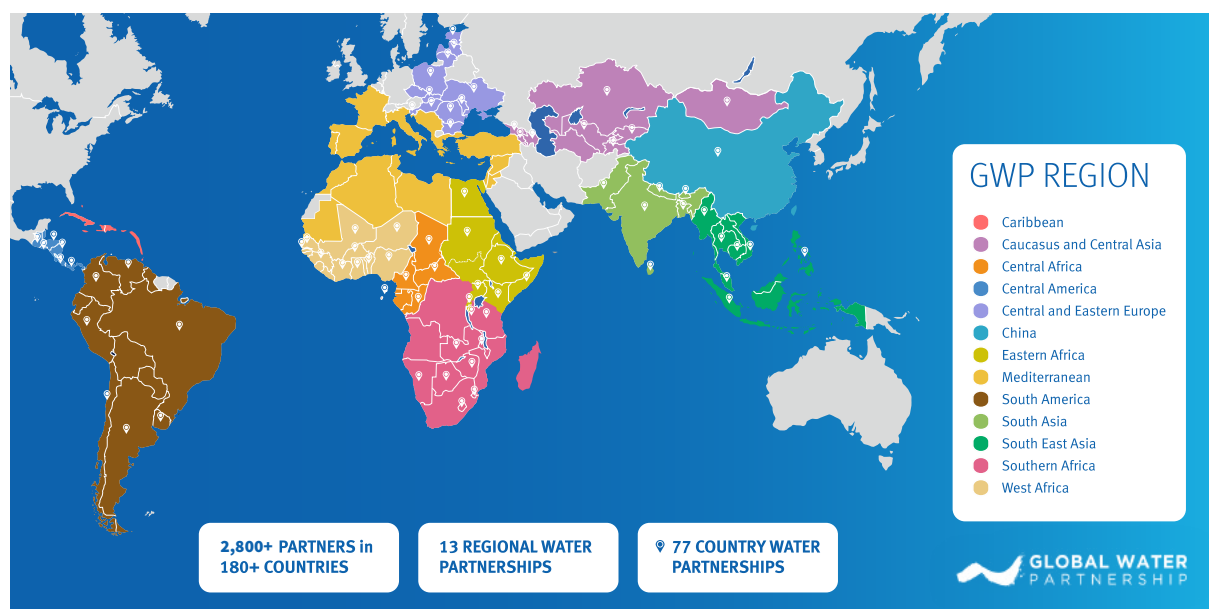 GWP REGION
Caribbean
Caucasus and Central Asia
Central Africa
Central America
Central and Eastern Europe
China
Eastern Africa
Mediterranean
South America
South Asia
South East Asia
Southern Africa
West Africa
2,800+ PARTNERS in
180+ COUNTRIES
13 REGIONAL WATER
PARTNERSHIPS
77 COUNTRY WATER
PARTNERSHIPS
GLOBAL WATER
PARTNERSHIP